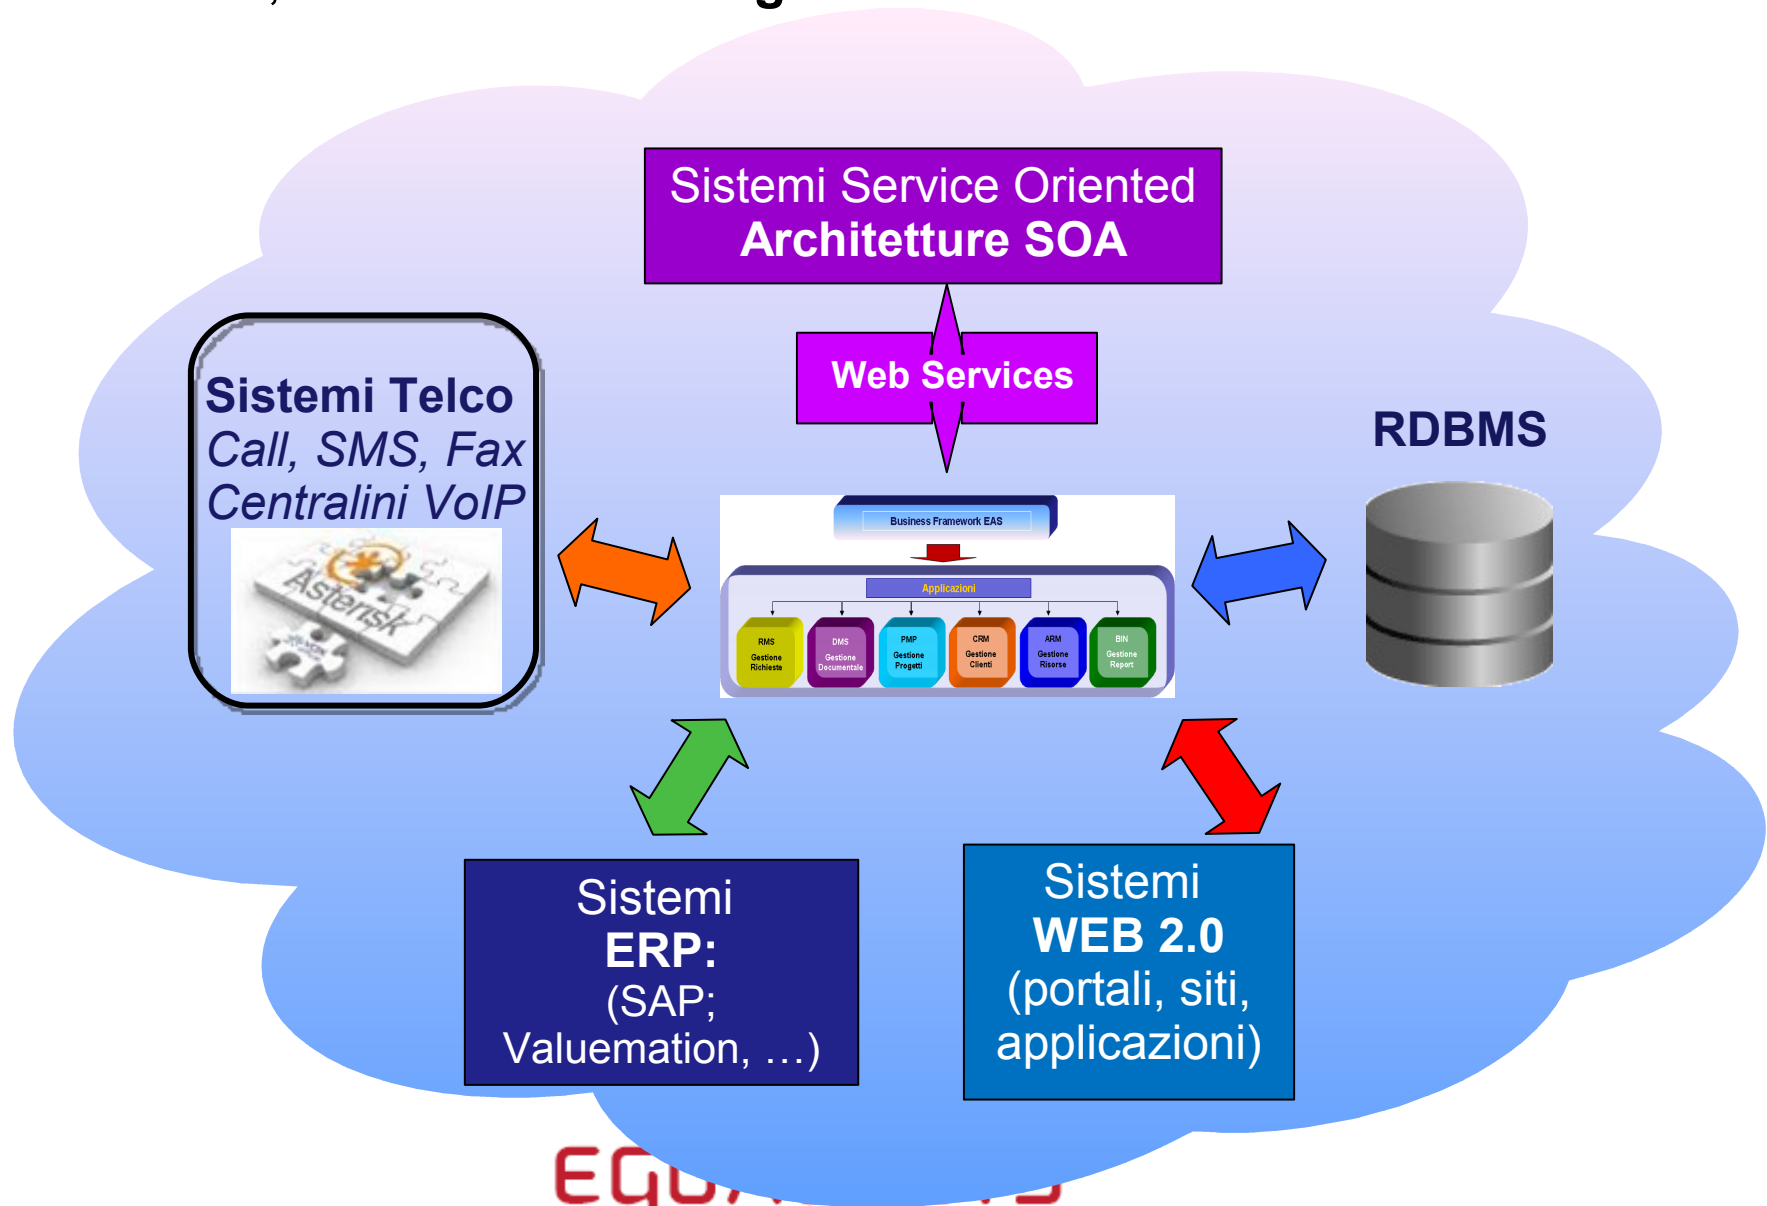 Sistemi Service Oriented
Architetture SOA
Web Services
Sistemi Telco
Call, SMS, Fax
Centralini VoIP
Asterisk
RDBMS
Business Framework EAS
Applicazioni
RMS
Gestione
Richieste
DMS
Gestione
Documentale
PMP
Gestione
Progetti
CRM
Gestione
Clienti
ARM
Gestione
Risorse
BIN
Gestione
Report
Sistemi
ERP:
(SAP;
Valuemation, …)
Sistemi
WEB 2.0
(portali, siti,
applicazioni)